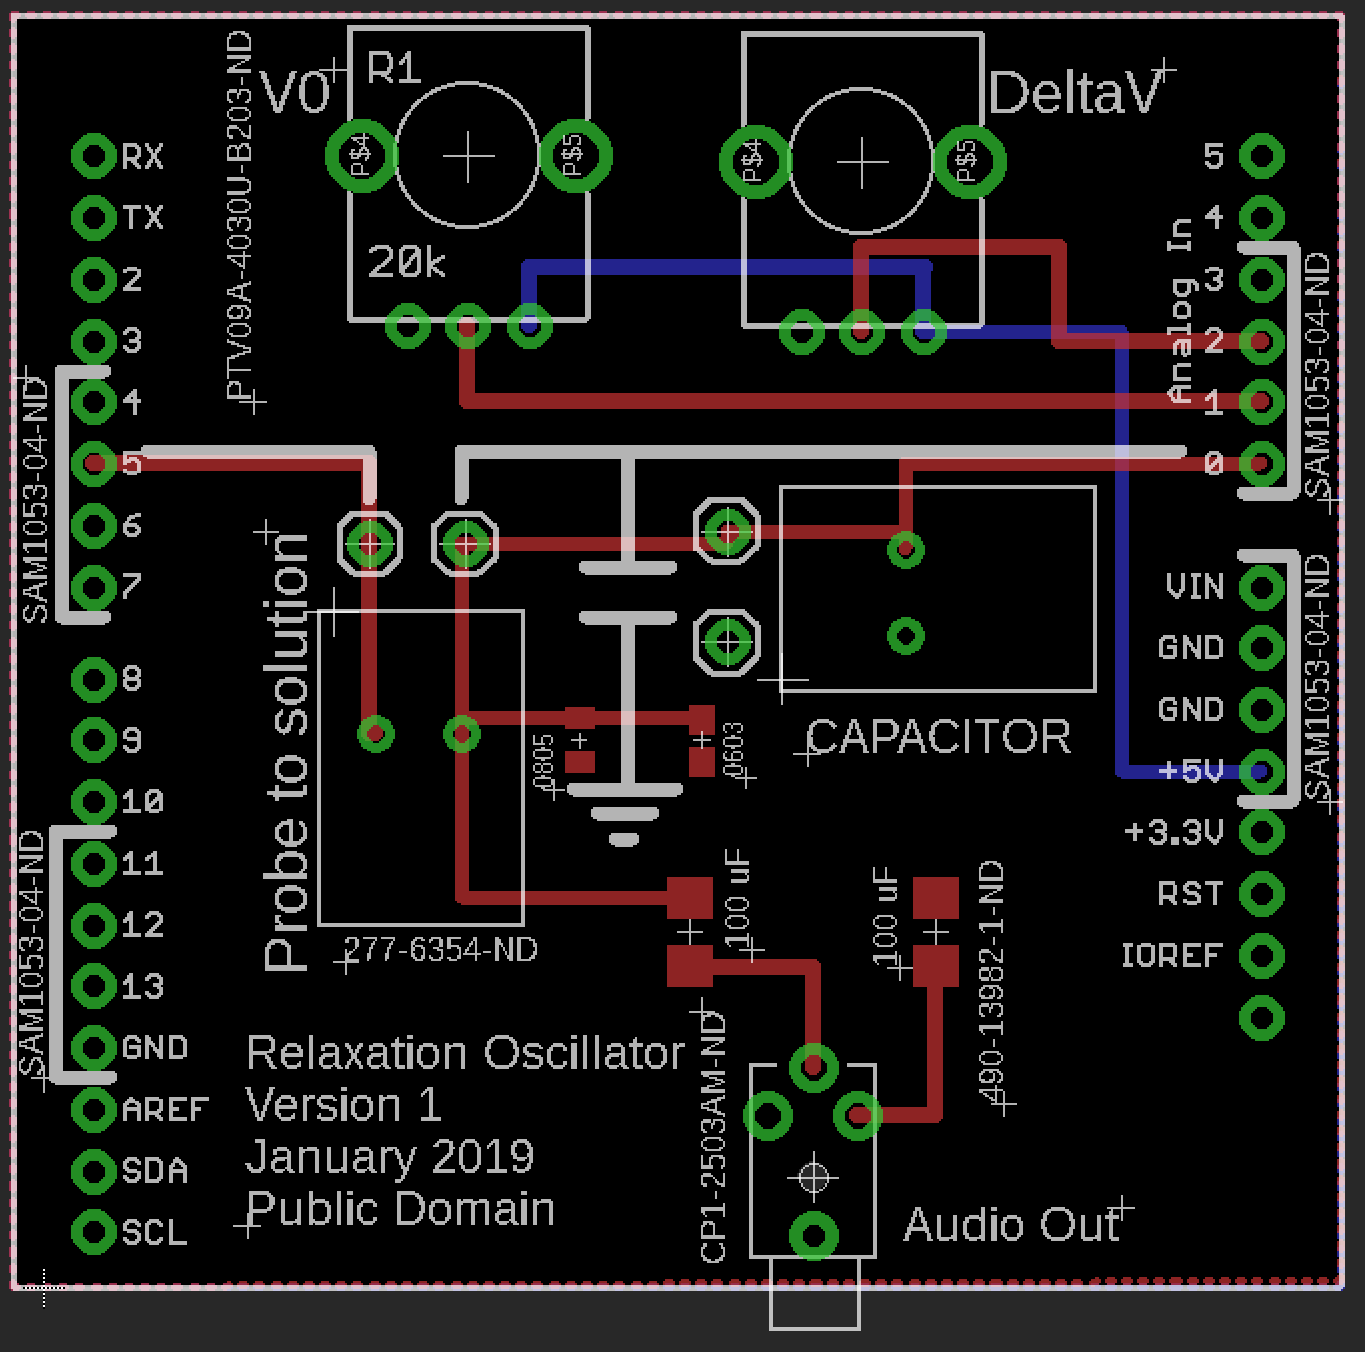 V0
R1
20k
PTV09A-4030U-B203-ND
P$4
P$5
DeltaV
P$4
P$5
RX
TX
2
3
4
5
6
7
8
9
10
11
12
13
GND
AREF
SDA
SCL
SAM1053-04-ND
SAM1053-04-ND
Analog In
5
4
3
2
1
0
SAM1053-04-ND
VIN
GND
GND
+5V
+3.3V
RST
IOREF
SAM1053-04-ND
Probe to solution
277-6354-ND
0805
0603
CAPACITOR
100 uF
100 uF
490-13982-1-ND
CP1-2503AM-ND
Relaxation Oscillator
Version 1
January 2019
Public Domain
Audio Out